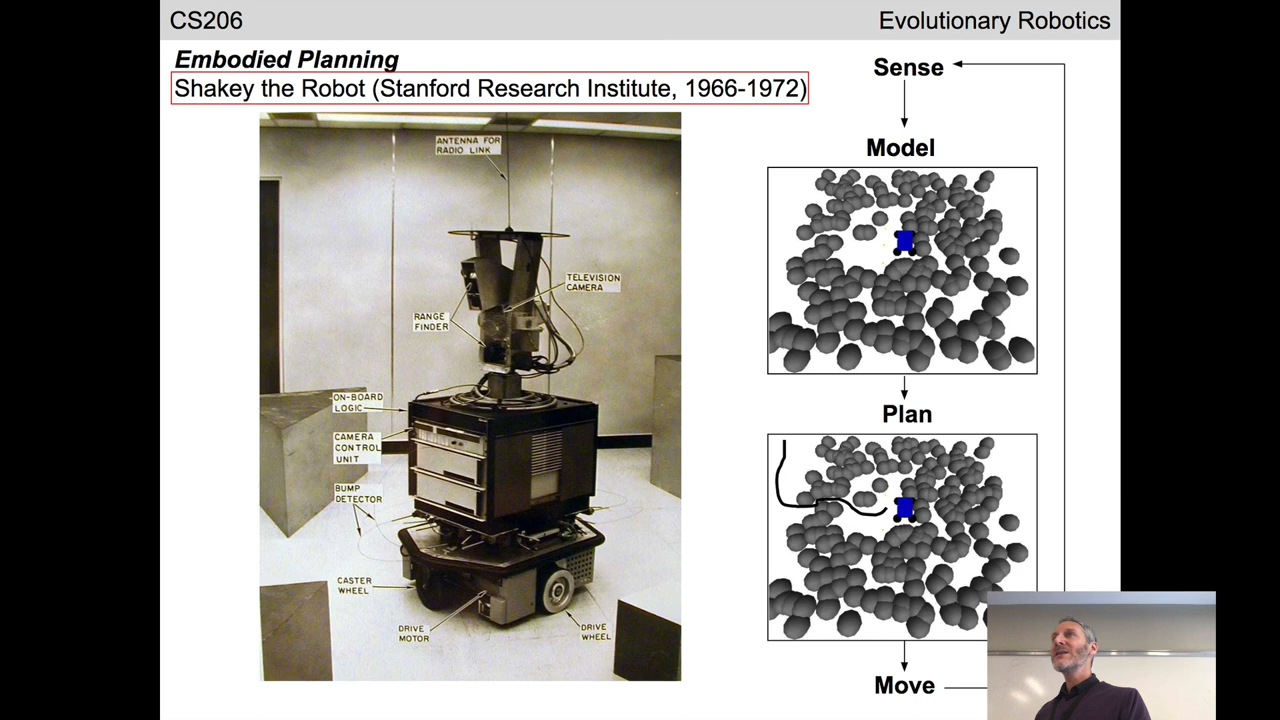 CS206
Evolutionary Robotics
Embodied Planning
Shakey the Robot (Stanford Research Institute, 1966-1972)
ANTENNA FOR
RADIO LINK
TELEVISION
CAMERA
RANGE
FINDER
ON-BOARD
LOGIC
CAMERA
CONTROL
UNIT
BUMP
DETECTOR
CASTER
WHEEL
DRIVE
MOTOR
DRIVE
WHEEL
Sense
Model
Plan
Move